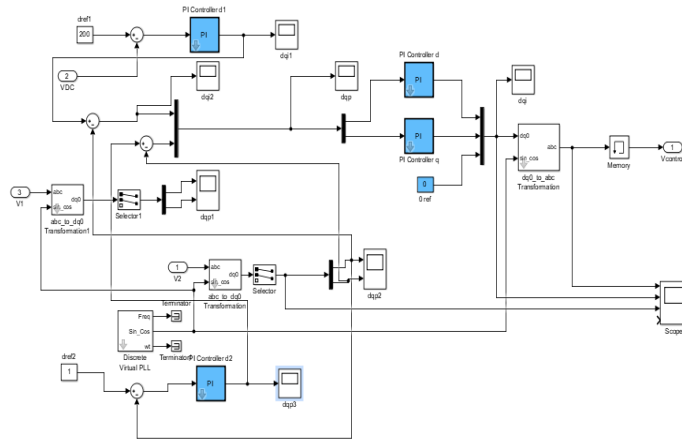 dref1
200
PI Controller d1
PI
dqi1
2
VDC
dqi2
dqp
PI Controller d
PI
dqi
PI Controller q
PI
0
0 ref
dq0
sin_cos
abc
dq0_to_abc
Transformation
Memory
1
Vcontrol
3
V1
abc
sin_cos
dq0
abc_to_dq0
Transformation1
Selector1
dqp1
1
V2
abc
sin_cos
dq0
abc_to_dq0
Transformation
Selector
dqp2
Scope
Freq
Sin_Cos
wt
Terminator
Terminator
Discrete
Virtual PLL
dref2
1
PI Controller d2
PI
dqp3